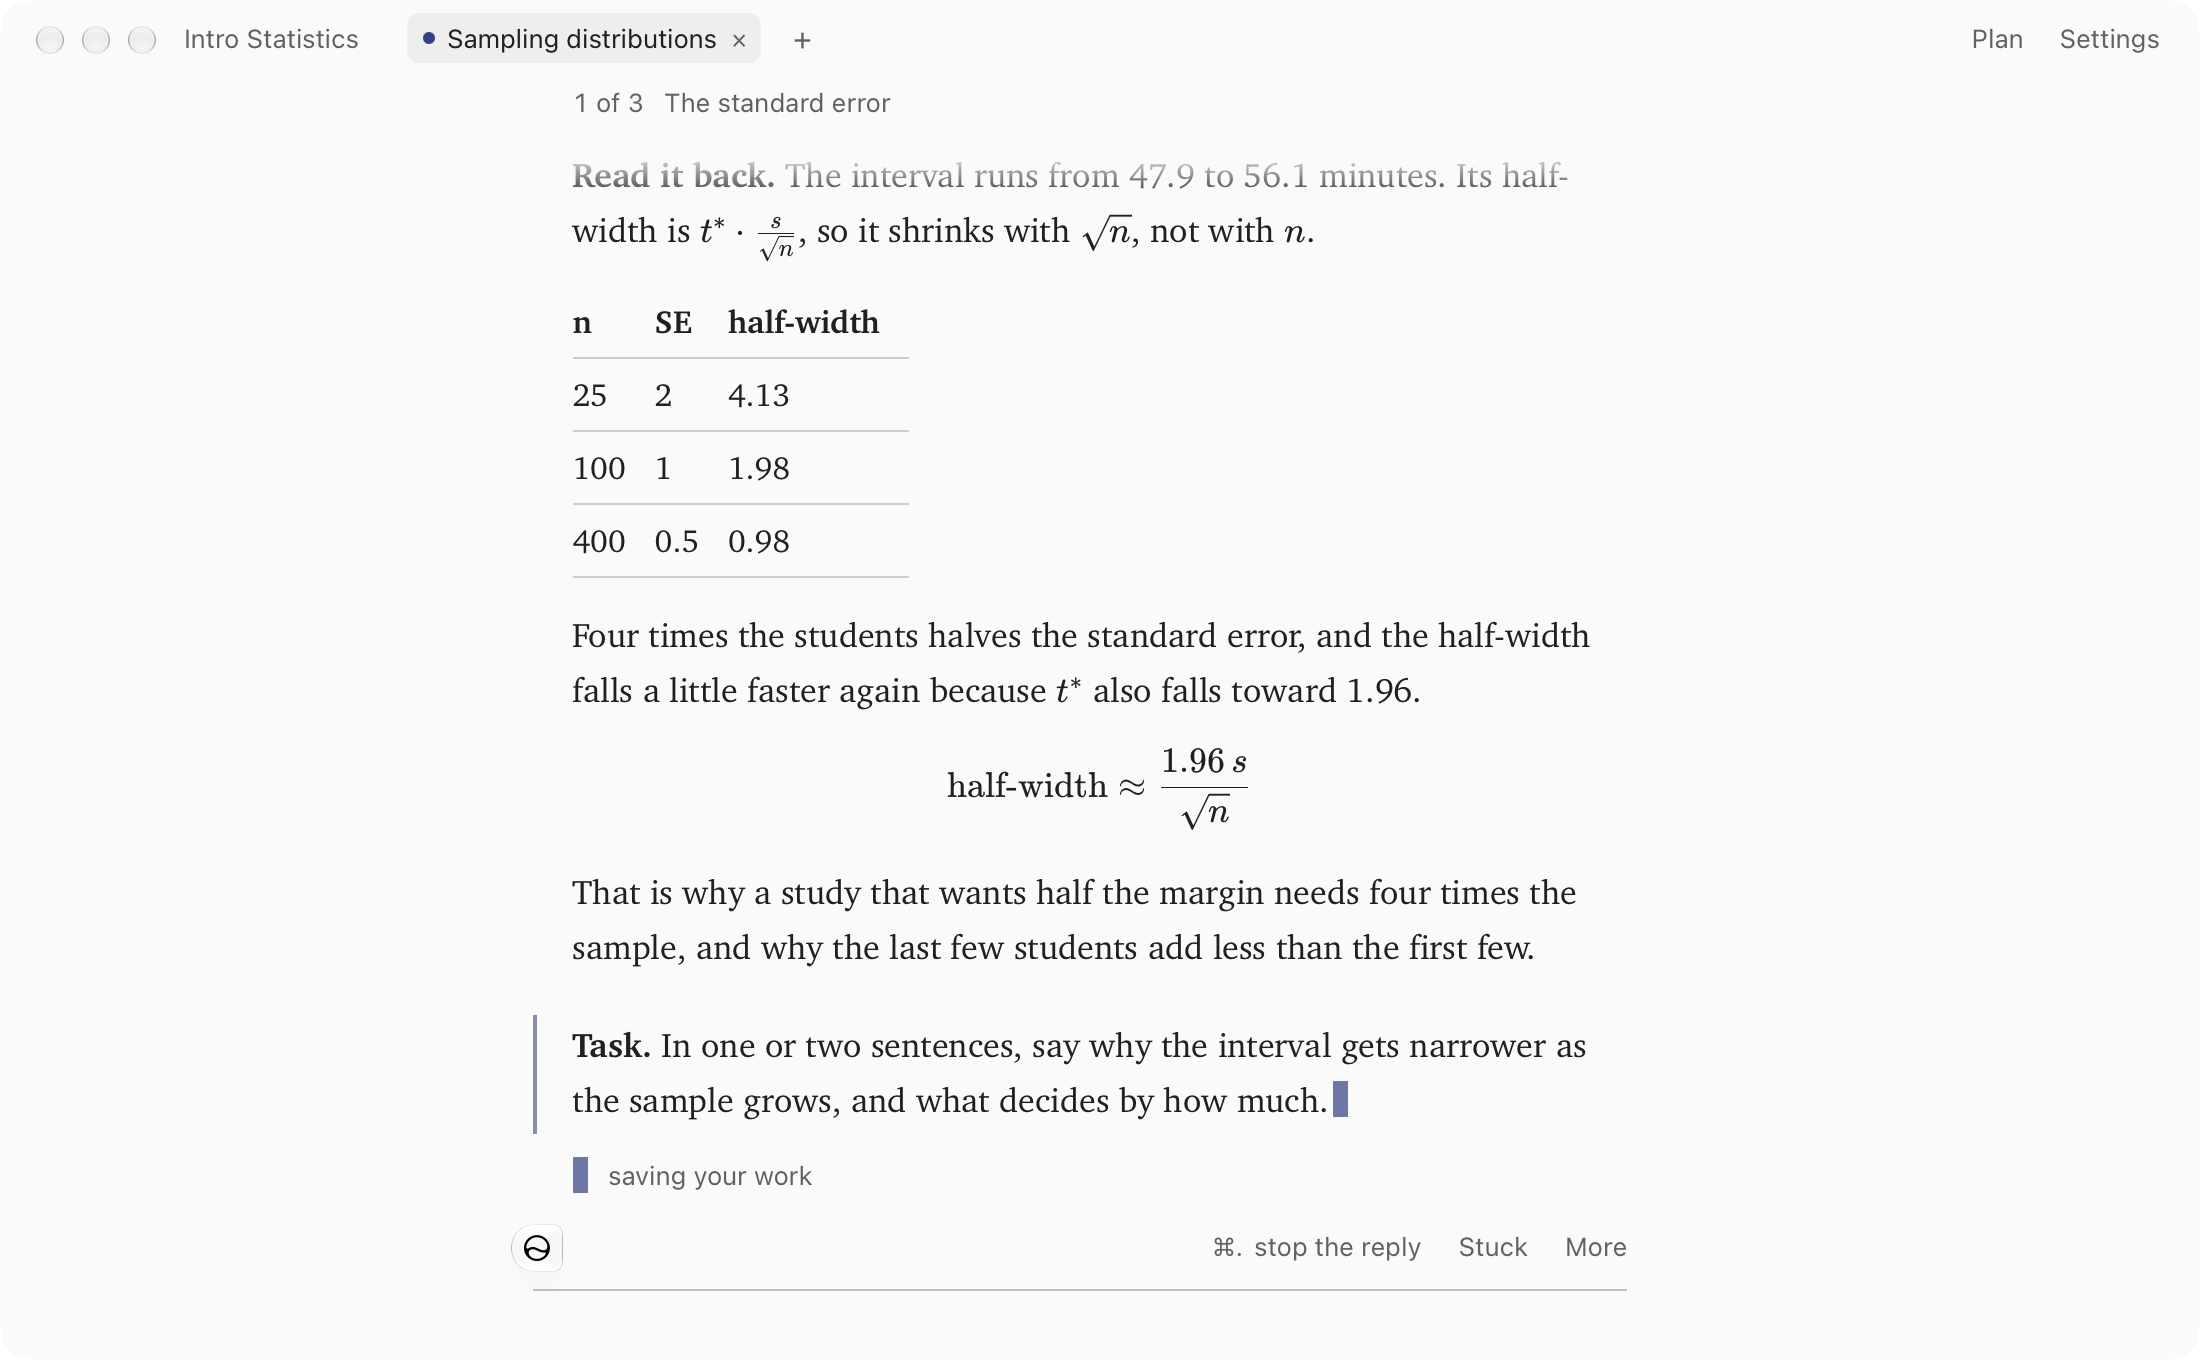 Intro Statistics
Sampling distributions ×
+
Plan Settings
1 of 3 The standard error
Read it back. The interval runs from 47.9 to 56.1 minutes. Its half-
width is t* · s/√n, so it shrinks with √n, not with n.
n SE half-width
25 2 4.13
100 1 1.98
400 0.5 0.98
Four times the students halves the standard error, and the half-width
falls a little faster again because t* also falls toward 1.96.
half-width ≈ 1.96 s/√n
That is why a study that wants half the margin needs four times the
sample, and why the last few students add less than the first few.
Task. In one or two sentences, say why the interval gets narrower as
the sample grows, and what decides by how much.
saving your work
⌘. stop the reply Stuck More